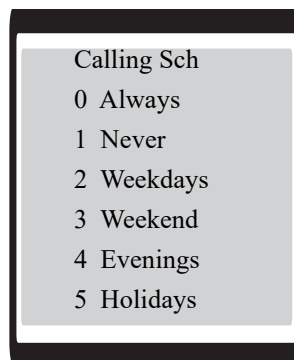 Calling Sch
0 Always
1 Never
2 Weekdays
3 Weekend
4 Evenings
5 Holidays